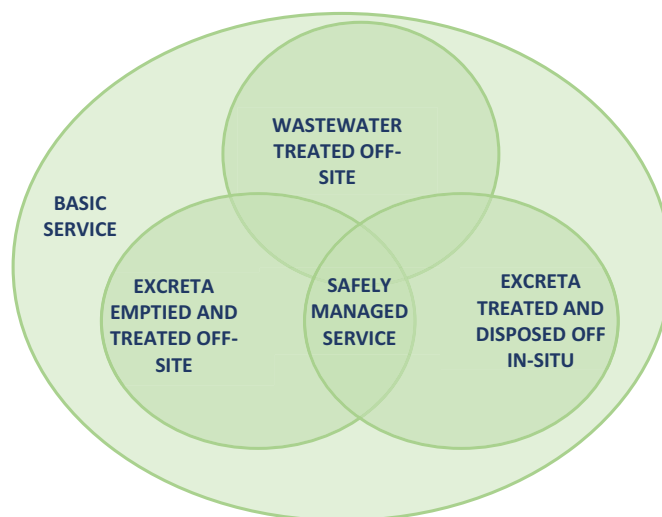 WASTEWATER
TREATED OFF-
SITE
BASIC
SERVICE
EXCRETA
EMPTIED AND
TREATED OFF-
SITE
SAFELY
MANAGED
SERVICE
EXCRETA
TREATED AND
DISPOSED OFF
IN-SITU